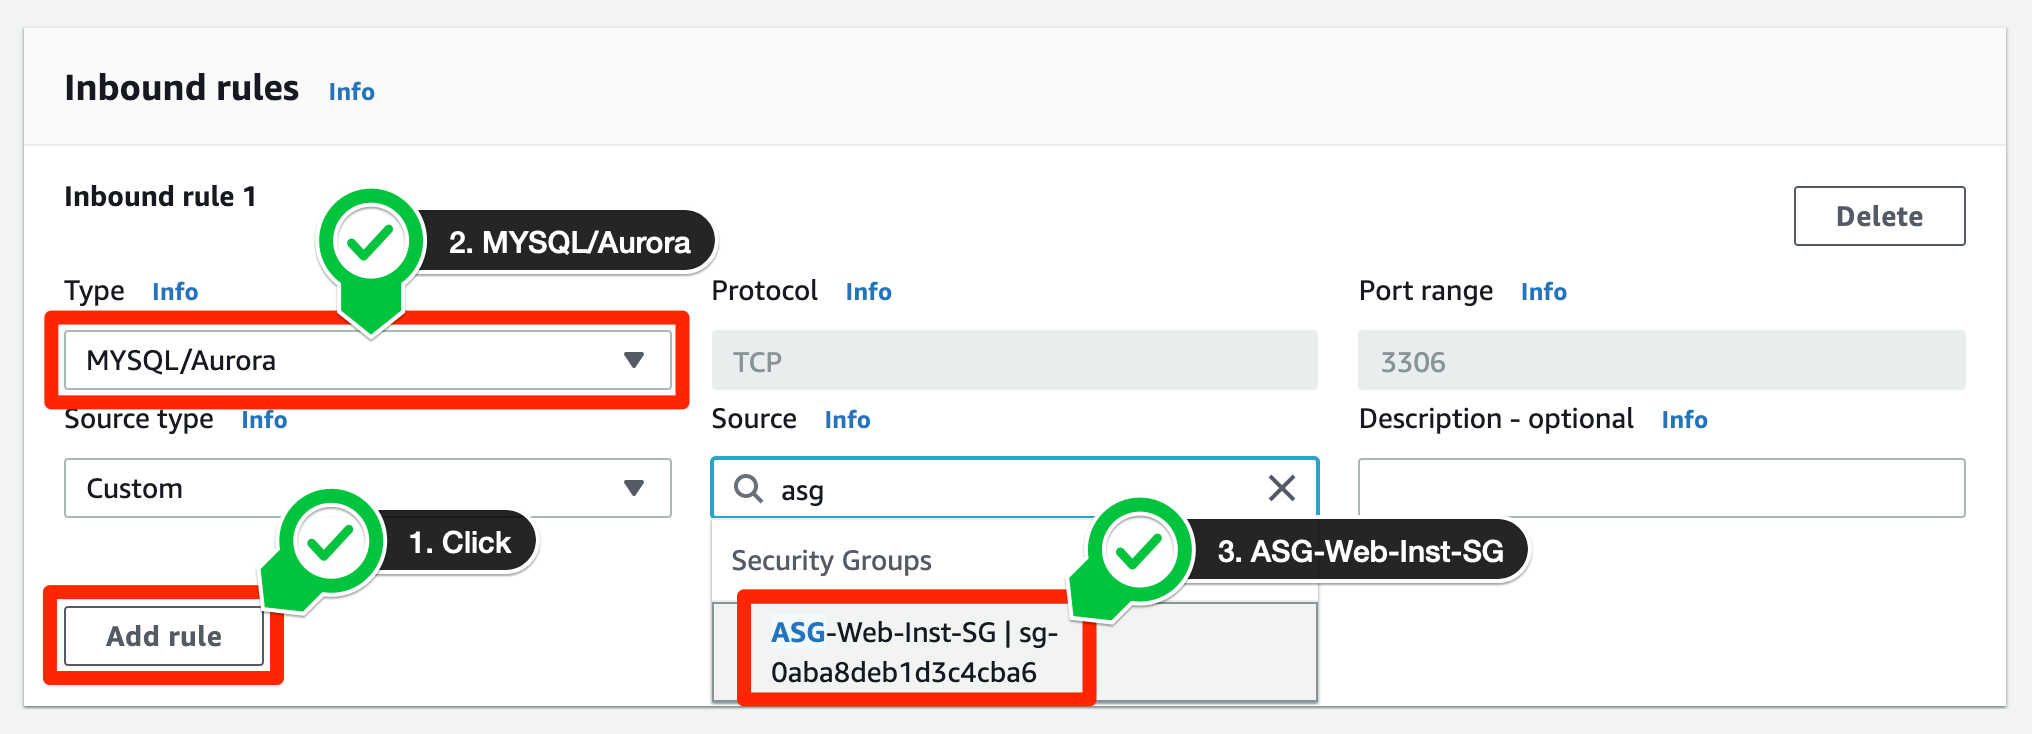 Inbound rules Info
Inbound rule 1
Delete
2. MYSQL/Aurora
Type Info
Protocol Info
Port range Info
MYSQL/Aurora
TCP
3306
Source type Info
Source Info
Description - optional Info
Custom
asg
1. Click
Security Groups
3. ASG-Web-Inst-SG
Add rule
ASG-Web-Inst-SG | sg-
0aba8deb1d3c4cba6